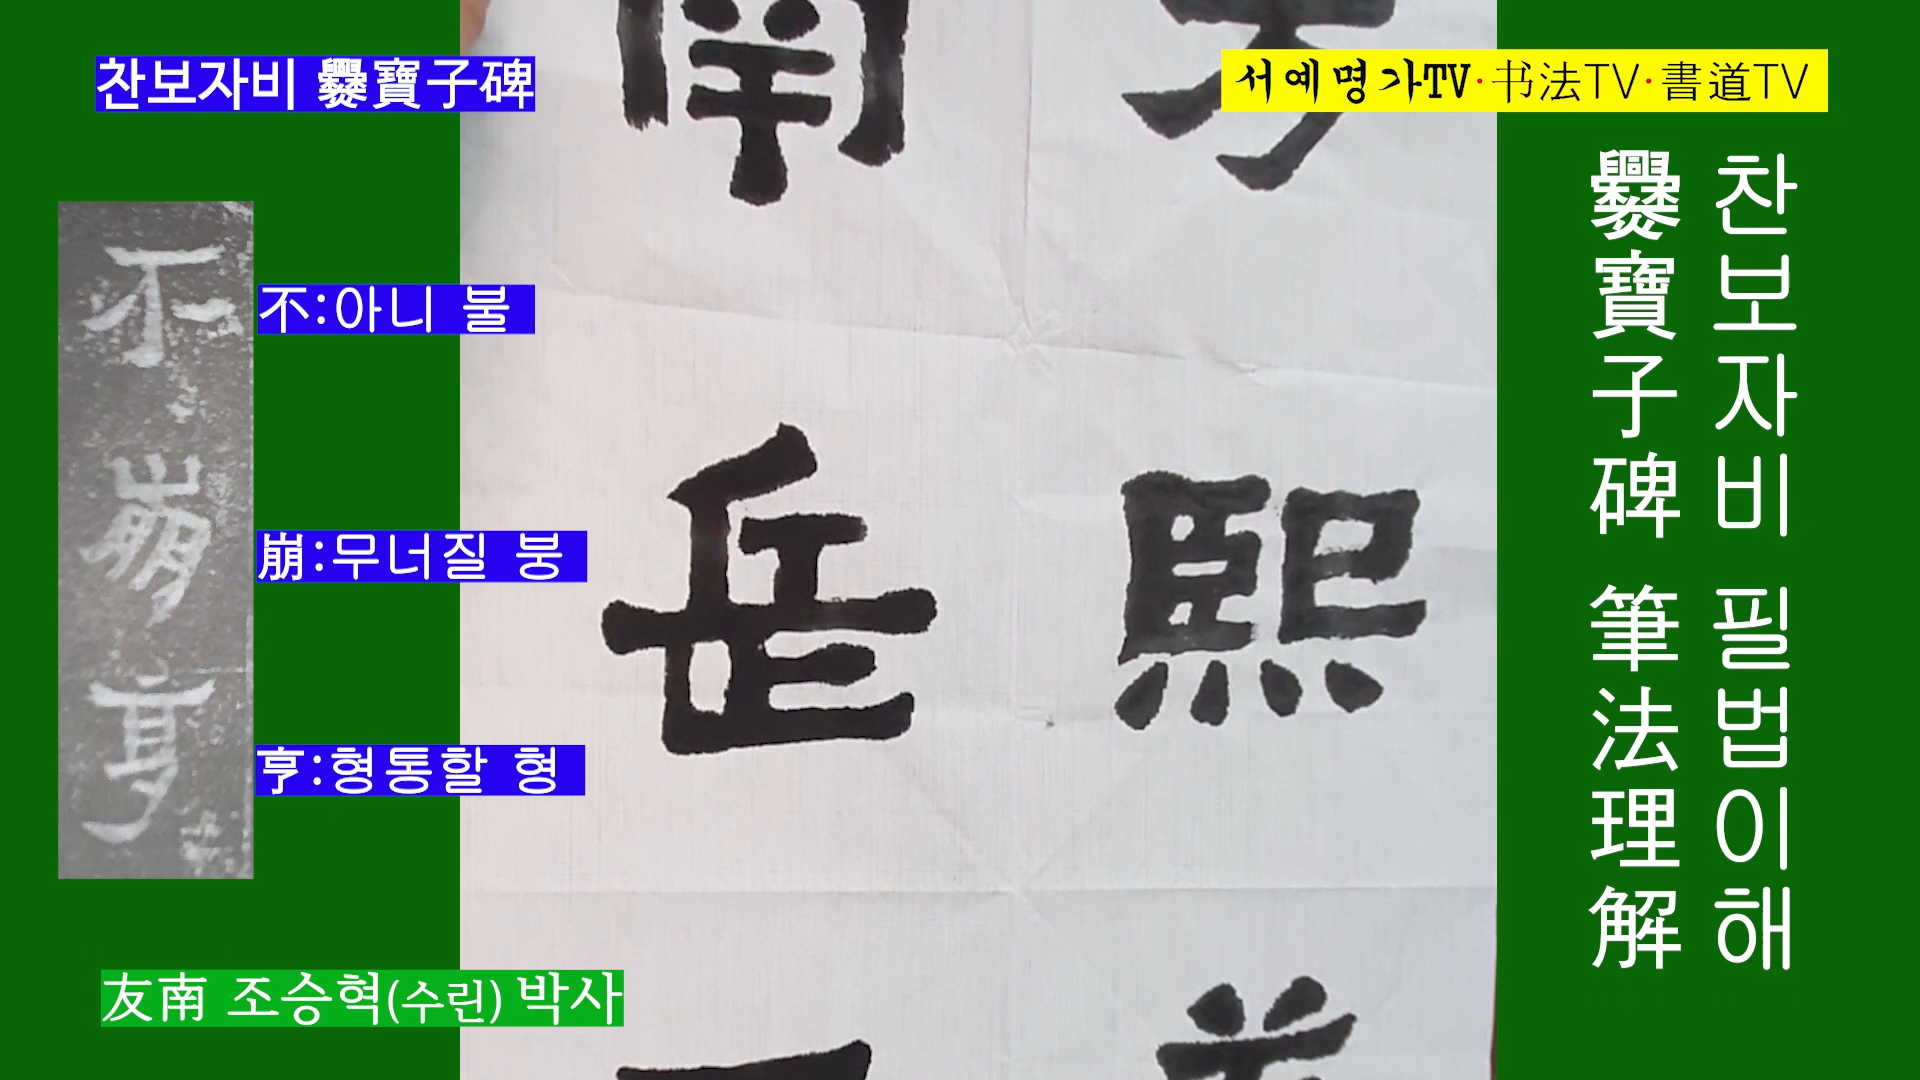 찬보자비 爨寶子碑
서예명가TV·书法TV·書道TV
찬보자비 필법이해
爨寶子碑 筆法理解
不
崩
亨
不:아니 불
崩:무너질 붕
亨:형통할 형
熙
岳
友南 조승혁(수린) 박사